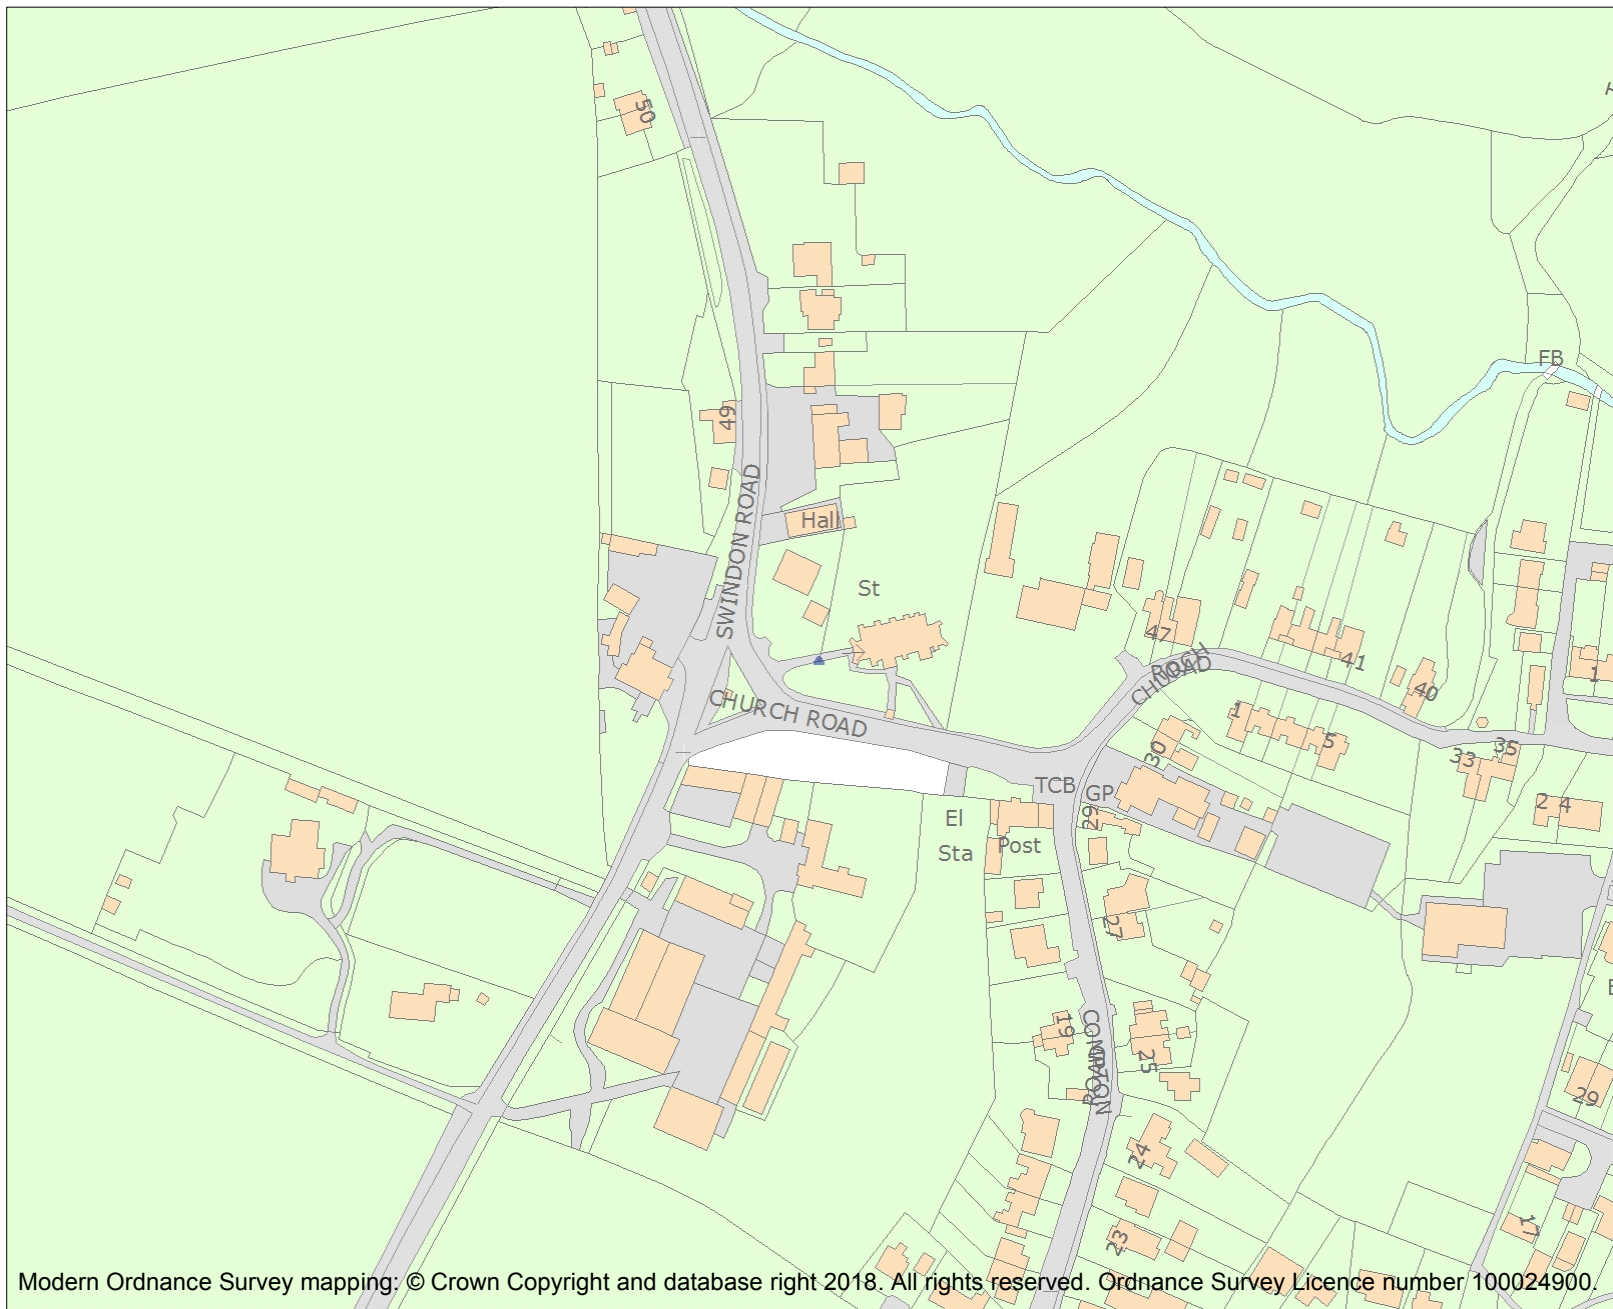 50
49
SWINDON ROAD
Hall
St
CHURCH ROAD
FB
47
CHURCH
ROAD
41
40
1
1
5
30
33
35
2
4
TCB
GP
29
El
Sta
Post
27
19
COMPTON
ROAD
25
24
23
29
17
Modern Ordnance Survey mapping: © Crown Copyright and database right 2018. All rights reserved. Ordnance Survey Licence number 100024900.